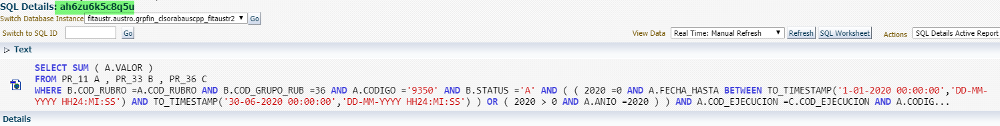 SQL Details: ah6zu6k5c8q5u
Switch Database Instance fitaustr.austro.grpfin_clsorabauscpp_fitaustr2 Go
Switch to SQL ID Go View Data Real Time: Manual Refresh Refresh SQL Worksheet Actions SQL Details Active Report
Text
SELECT SUM ( A.VALOR )
FROM PR_11 A , PR_33 B , PR_36 C
WHERE B.COD_RUBRO =A.COD_RUBRO AND B.COD_GRUPO_RUB =36 AND A.CODIGO ='9350' AND B.STATUS ='A' AND ( ( 2020 =0 AND A.FECHA_HASTA BETWEEN TO_TIMESTAMP('1-01-2020 00:00:00','DD-MM-
YYYY HH24:MI:SS') AND TO_TIMESTAMP('30-06-2020 00:00:00','DD-MM-YYYY HH24:MI:SS') ) OR ( 2020 > 0 AND A.ANIO =2020 ) ) AND A.COD_EJECUCION =C.COD_EJECUCION AND A.CODIG...
Details